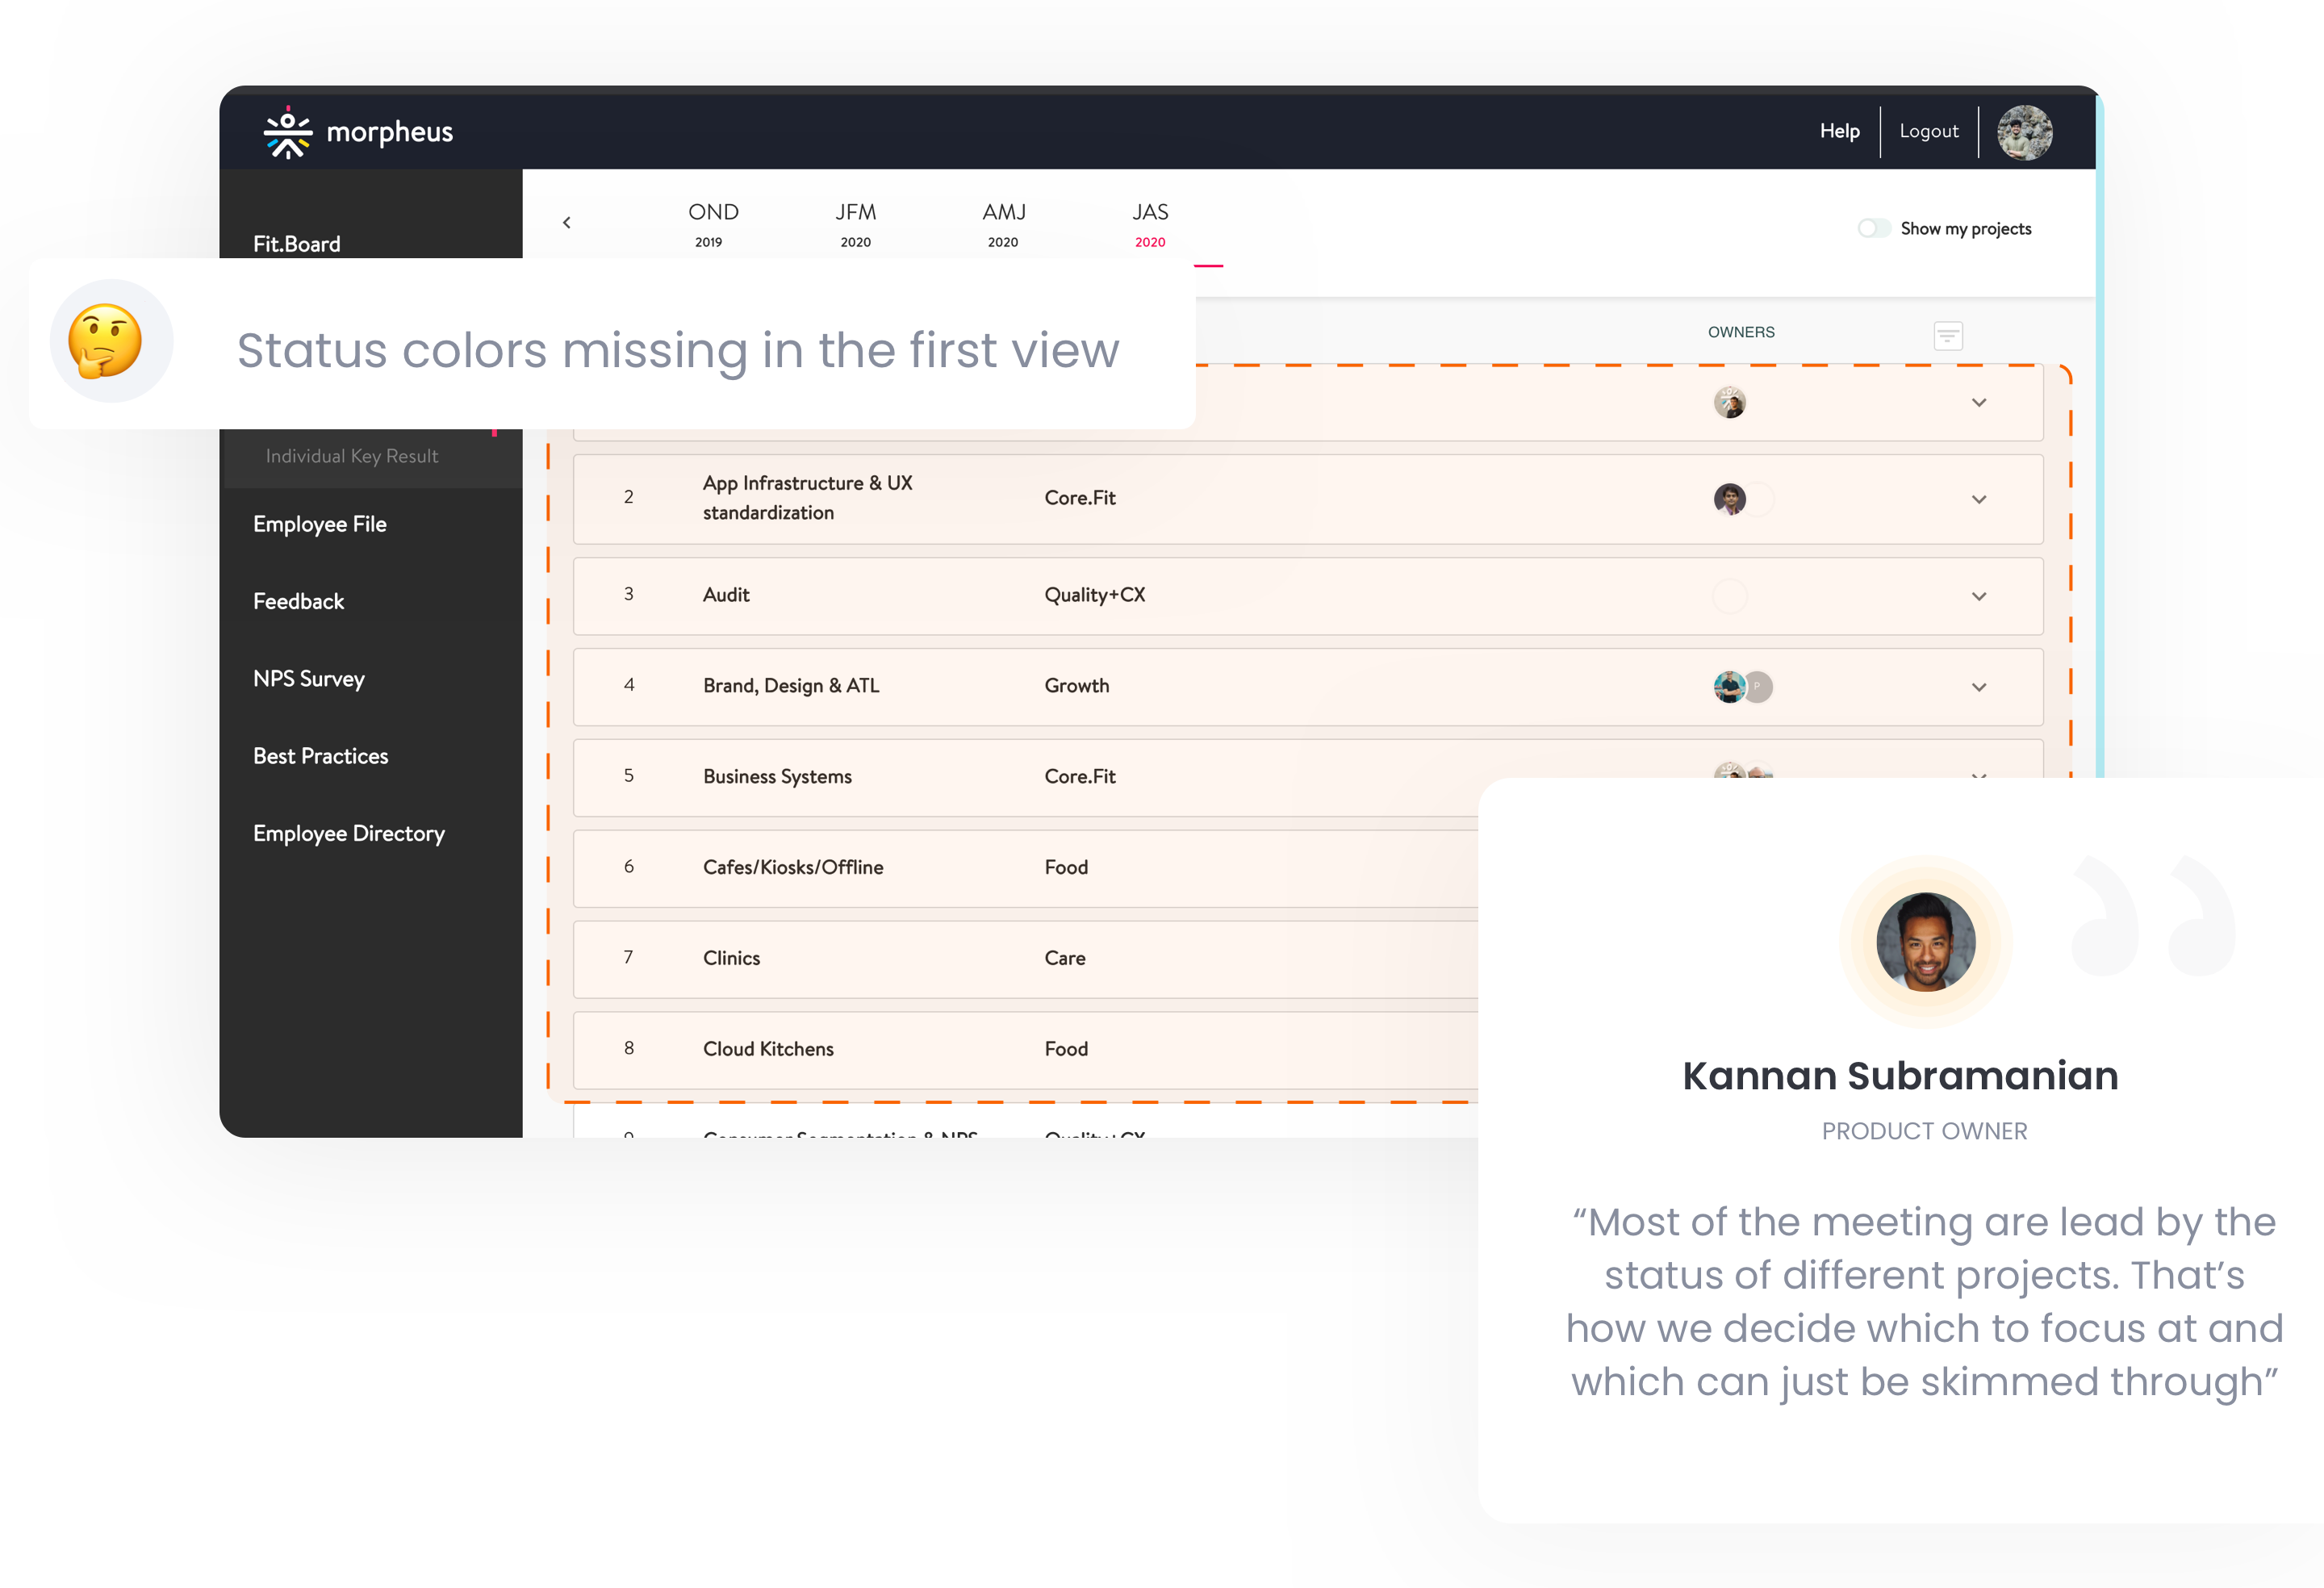 morpheus
Help
Logout
Fit.Board
OND
2019
JFM
2020
AMJ
2020
JAS
2020
Show my projects
Status colors missing in the first view
OWNERS
Individual Key Result
Employee File
Feedback
NPS Survey
Best Practices
Employee Directory
2
App Infrastructure & UX
standardization
Core.Fit
3
Audit
Quality+CX
4
Brand, Design & ATL
Growth
P
5
Business Systems
Core.Fit
6
Cafes/Kiosks/Offline
Food
7
Clinics
Care
8
Cloud Kitchens
Food
9
Consumer Segmentation & NPS
Quality+CX
Kannan Subramanian
PRODUCT OWNER
“Most of the meeting are lead by the
status of different projects. That’s
how we decide which to focus at and
which can just be skimmed through”